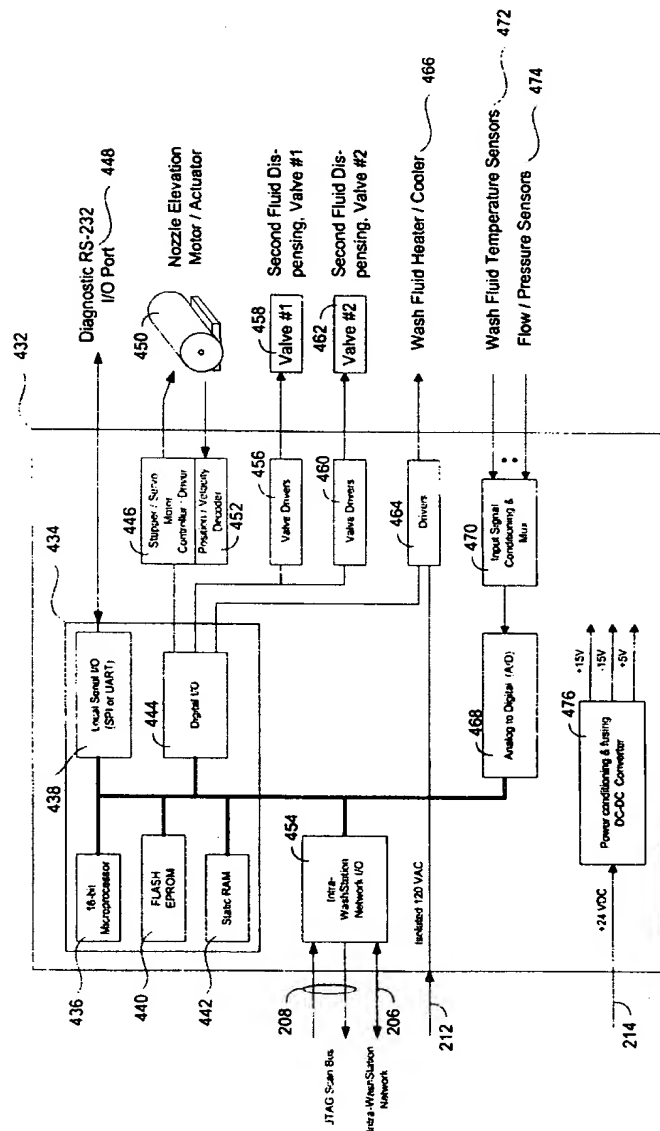 432
Diagnostic RS-232
I/O Port
448
434
Local Serial I/O
(SPI or UART)
438
446
Stepper / Servo
Motor
Controller / Driver
Position / Velocity
Decoder
452
450
Nozzle Elevation
Motor / Actuator
16-bit
Microprocessor
436
FLASH
EPROM
440
Static RAM
442
444
Digital I/O
456
Valve Drivers
458
Valve #1
Second Fluid Dis-
pensing, Valve #1
460
Valve Drivers
462
Valve #2
Second Fluid Dis-
pensing, Valve #2
464
Drivers
Wash Fluid Heater / Cooler
466
454
Intra-
WashStation
Network I/O
208
JTAG Scan Bus
206
Intra-WashStation
Network
Isolated 120 VAC
212
468
Analog to Digital (A/D)
470
Input Signal
Conditioning &
Mux
Wash Fluid Temperature Sensors
472
Flow / Pressure Sensors
474
+24 VDC
214
476
Power conditioning & fusing
DC-DC Converter
+15V
-15V
+5V